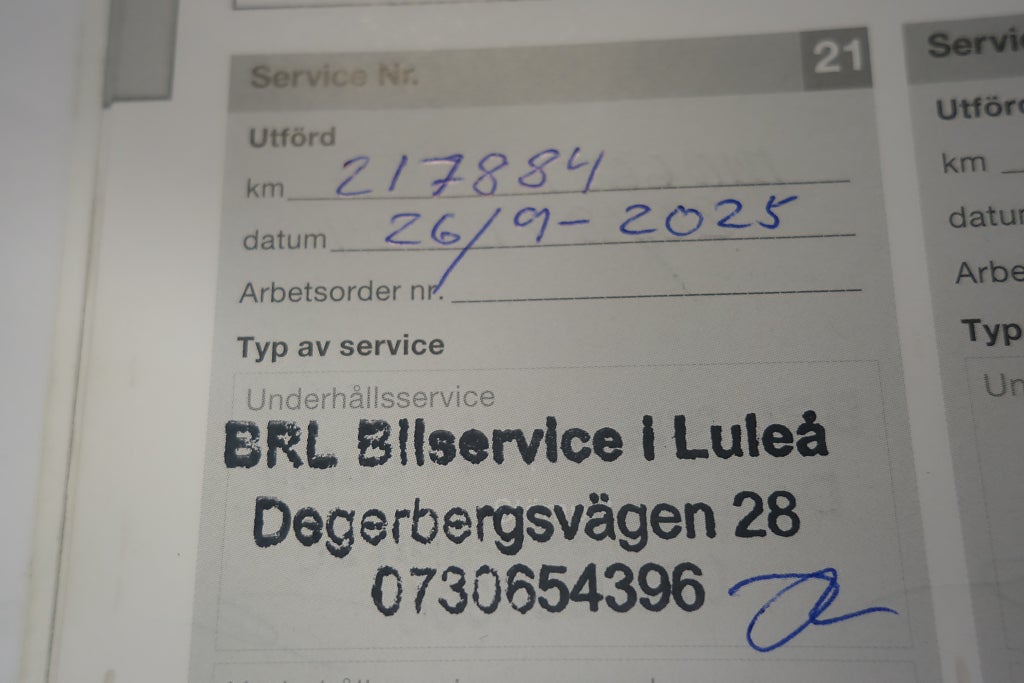 Service Nr. 21
Utförd
km 217884
datum 26/9-2025
Arbetsorder nr.
Typ av service
Underhållsservice
BRL Bilservice i Luleå
Degerbergsvägen 28
0730654396
Servi
Utförd
km
datum
Arbe
Typ
Un